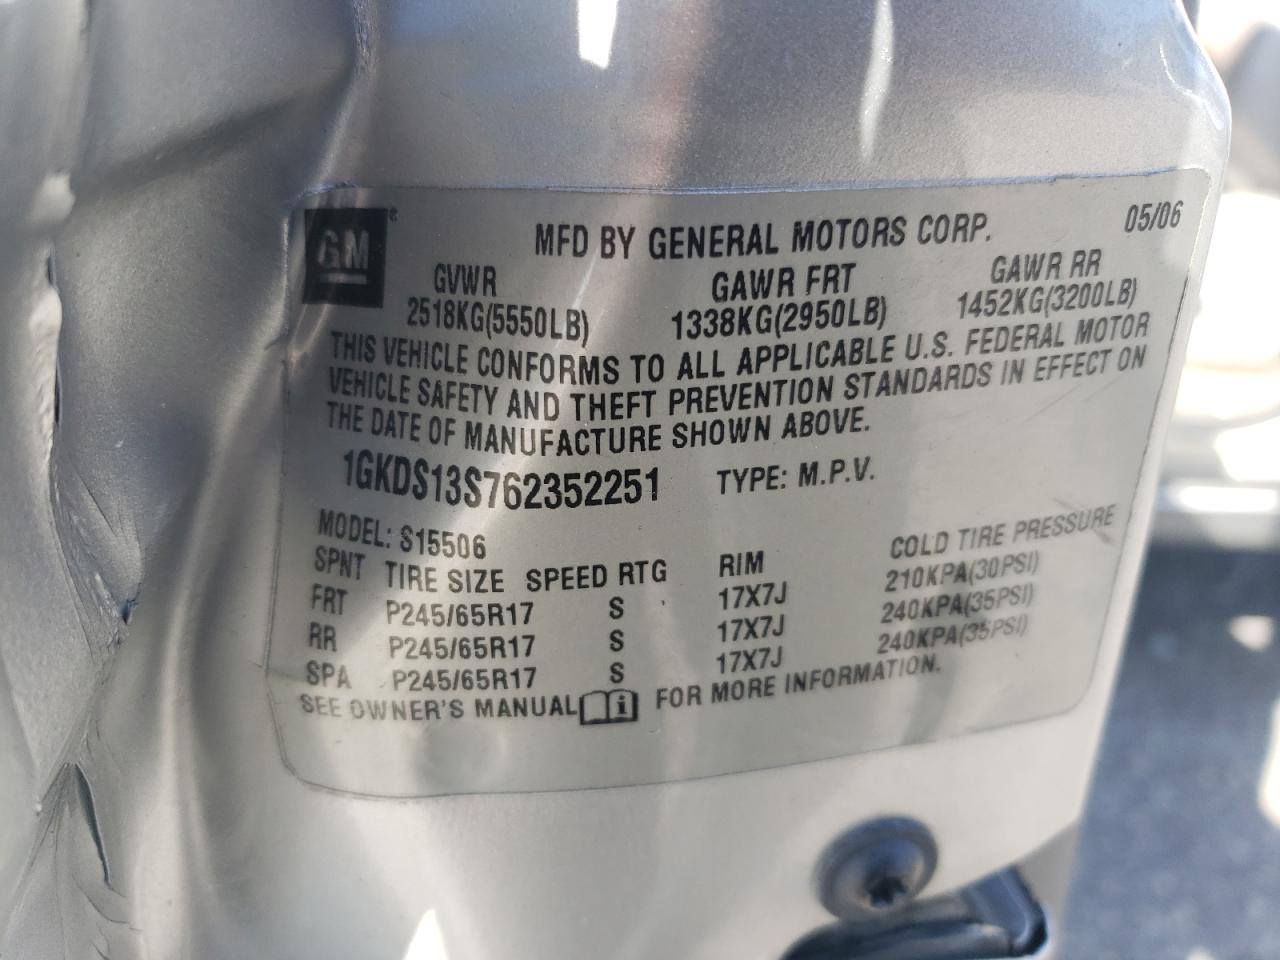 GM®
MFD BY GENERAL MOTORS CORP. 05/06
GVWR GAWR FRT GAWR RR
2518KG(5550LB) 1338KG(2950LB) 1452KG(3200LB)
THIS VEHICLE CONFORMS TO ALL APPLICABLE U.S. FEDERAL MOTOR
VEHICLE SAFETY AND THEFT PREVENTION STANDARDS IN EFFECT ON
THE DATE OF MANUFACTURE SHOWN ABOVE.
1GKDS13S762352251 TYPE: M.P.V.
MODEL: S15506
SPNT TIRE SIZE SPEED RTG RIM COLD TIRE PRESSURE
FRT P245/65R17 S 17X7J 210KPA(30PSI)
RR P245/65R17 S 17X7J 240KPA(35PSI)
SPA P245/65R17 S 17X7J 240KPA(35PSI)
SEE OWNER'S MANUAL i FOR MORE INFORMATION.